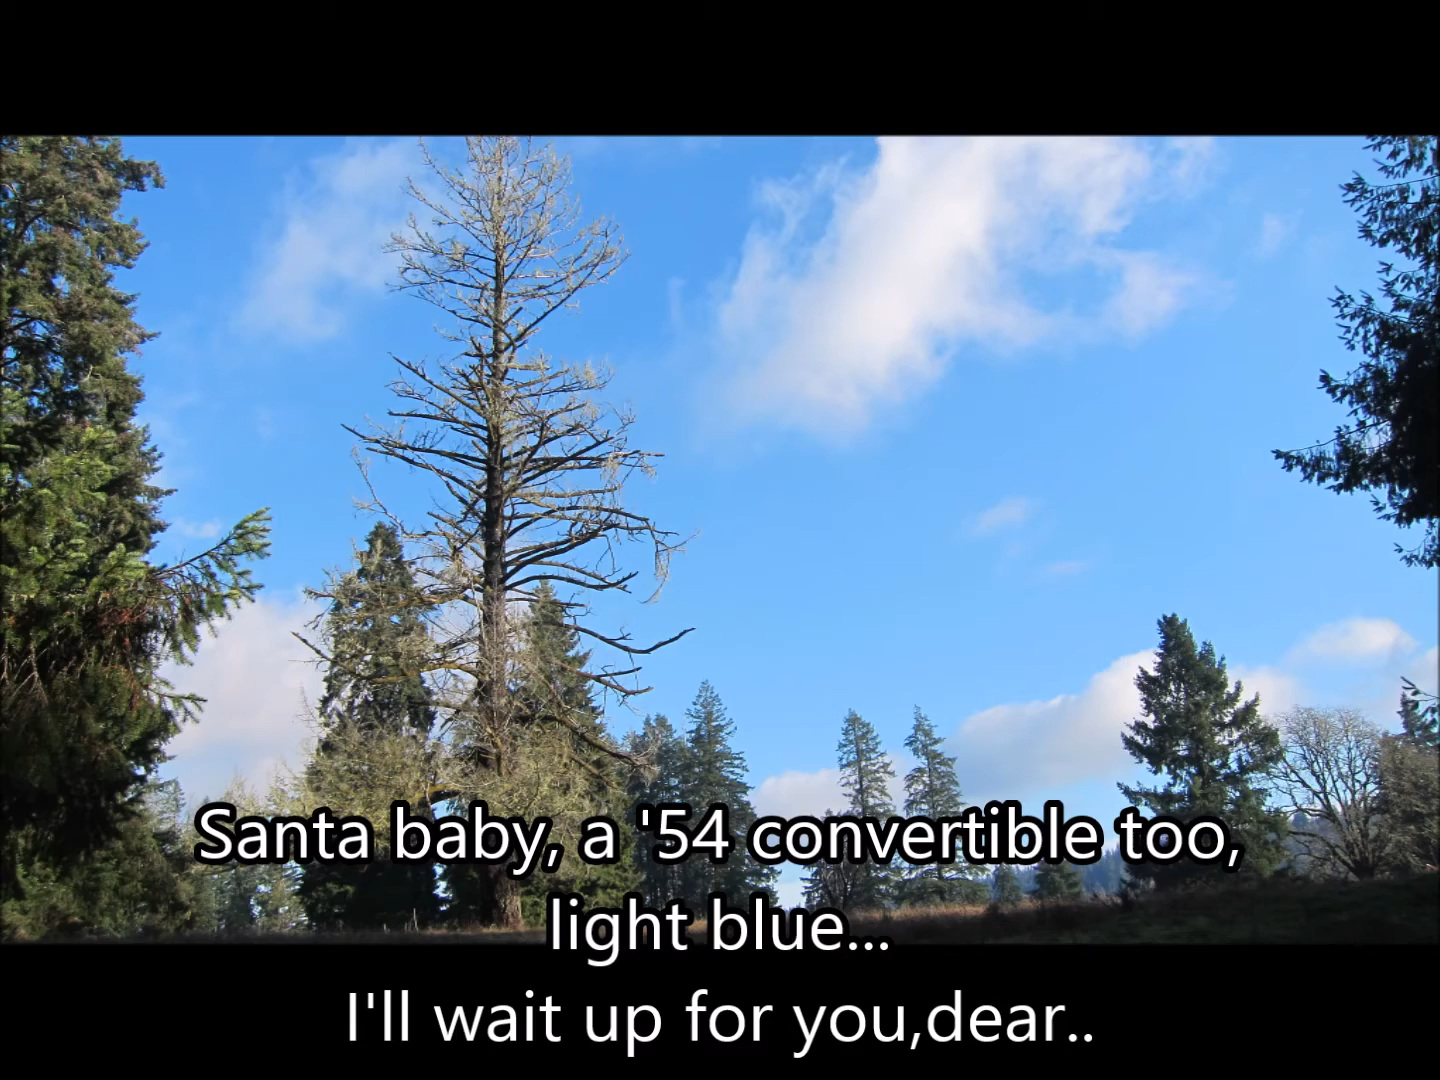 Santa baby, a '54 convertible too,
light blue...
I'll wait up for you,dear..